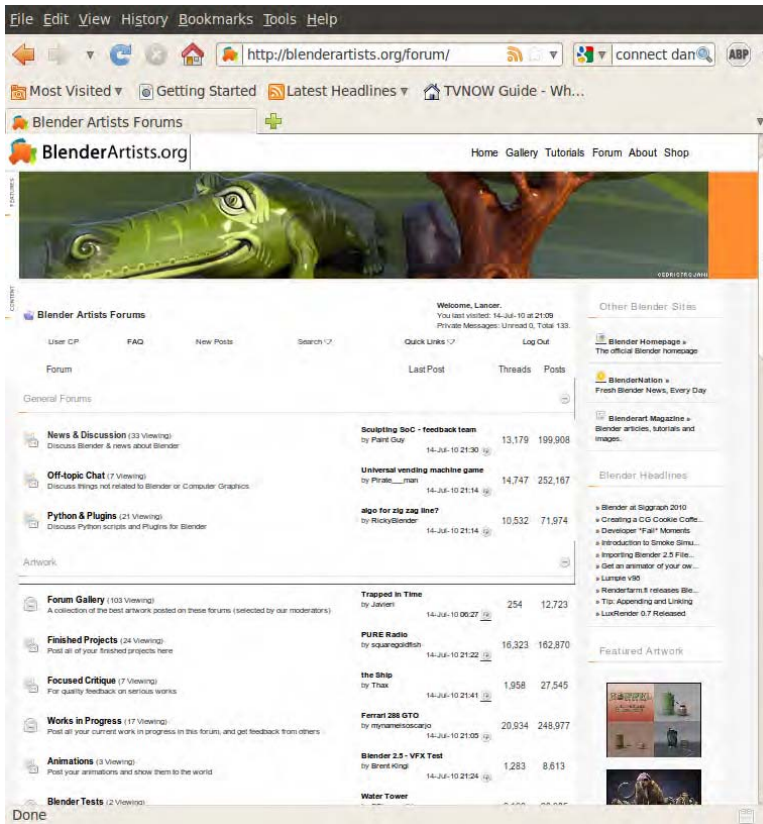 File Edit View History Bookmarks Tools Help
http://blenderartists.org/forum/
connect dan
ABP
Most Visited Getting Started Latest Headlines TVNOW Guide - Wh...
Blender Artists Forums
BlenderArtists.org
Home Gallery Tutorials Forum About Shop
FEATURES
CONTENT
Blender Artists Forums
Welcome, Lancer.
You last visited: 14-Jul-10 at 21:09
Private Messages: Unread 0, Total 133.
User CP FAQ New Posts Search Quick Links Log Out
Forum Last Post Threads Posts
General Forums
News & Discussion (33 Viewing)
Discuss Blender & news about Blender
Sculpting SoC - feedback team
by Paint Guy
14-Jul-10 21:30
13,179 199,908
Off-topic Chat (7 Viewing)
Discuss things not related to Blender or Computer Graphics
Universal vending machine game
by Pirate___man
14-Jul-10 21:14
14,747 252,167
Python & Plugins (21 Viewing)
Discuss Python scripts and Plugins for Blender
algo for zig zag line?
by RickyBlender
14-Jul-10 21:14
10,532 71,974
Artwork
Forum Gallery (103 Viewing)
A collection of the best artwork posted on these forums (selected by our moderators)
Trapped in Time
by Javieri
14-Jul-10 06:27
254 12,723
Finished Projects (24 Viewing)
Post all of your finished projects here
PURE Radio
by squaregoldfish
14-Jul-10 21:22
16,323 162,870
Focused Critique (7 Viewing)
For quality feedback on serious works
the Ship
by Thax
14-Jul-10 21:41
1,958 27,545
Works in Progress (17 Viewing)
Post all your current work in progress in this forum, and get feedback from others
Ferrari 288 GTO
by mynameisoscarjo
14-Jul-10 21:05
20,934 248,977
Animations (3 Viewing)
Post your animations and show them to the world
Blender 2.5 - VFX Test
by Brent Kingi
14-Jul-10 21:24
1,283 8,613
Blender Tests (2 Viewing)
Water Tower
Other Blender Sites
Blender Homepage »
The official Blender homepage
BlenderNation »
Fresh Blender News, Every Day
Blenderart Magazine »
Blender articles, tutorials and
images.
Blender Headlines
» Blender at Siggraph 2010
» Creating a CG Cookie Coffe...
» Developer "Fail" Moments
» Introduction to Smoke Simu...
» Importing Blender 2.5 File...
» Get an animator of your ow...
» Lumple v96
» Renderfarm.fi releases Ble...
» Tip: Appending and Linking
» LuxRender 0.7 Released
Featured Artwork
Done